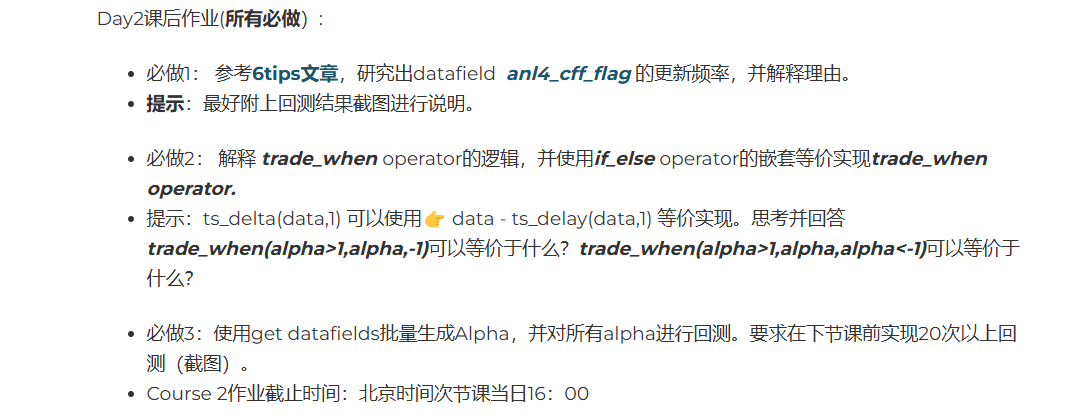 Day2课后作业(所有必做）:
必做1： 参考6tips文章，研究出datafield anl4_cff_flag 的更新频率，并解释理由。
提示：最好附上回测结果截图进行说明。
必做2： 解释 trade_when operator的逻辑，并使用if_else operator的嵌套等价实现trade_when
operator.
提示：ts_delta(data,1) 可以使用👉 data - ts_delay(data,1) 等价实现。思考并回答
trade_when(alpha>1,alpha,-1)可以等价于什么？trade_when(alpha>1,alpha,alpha<-1)可以等价于
什么？
必做3：使用get datafields批量生成Alpha，并对所有alpha进行回测。要求在下节课前实现20次以上回
测（截图）。
Course 2作业截止时间：北京时间次节课当日16：00